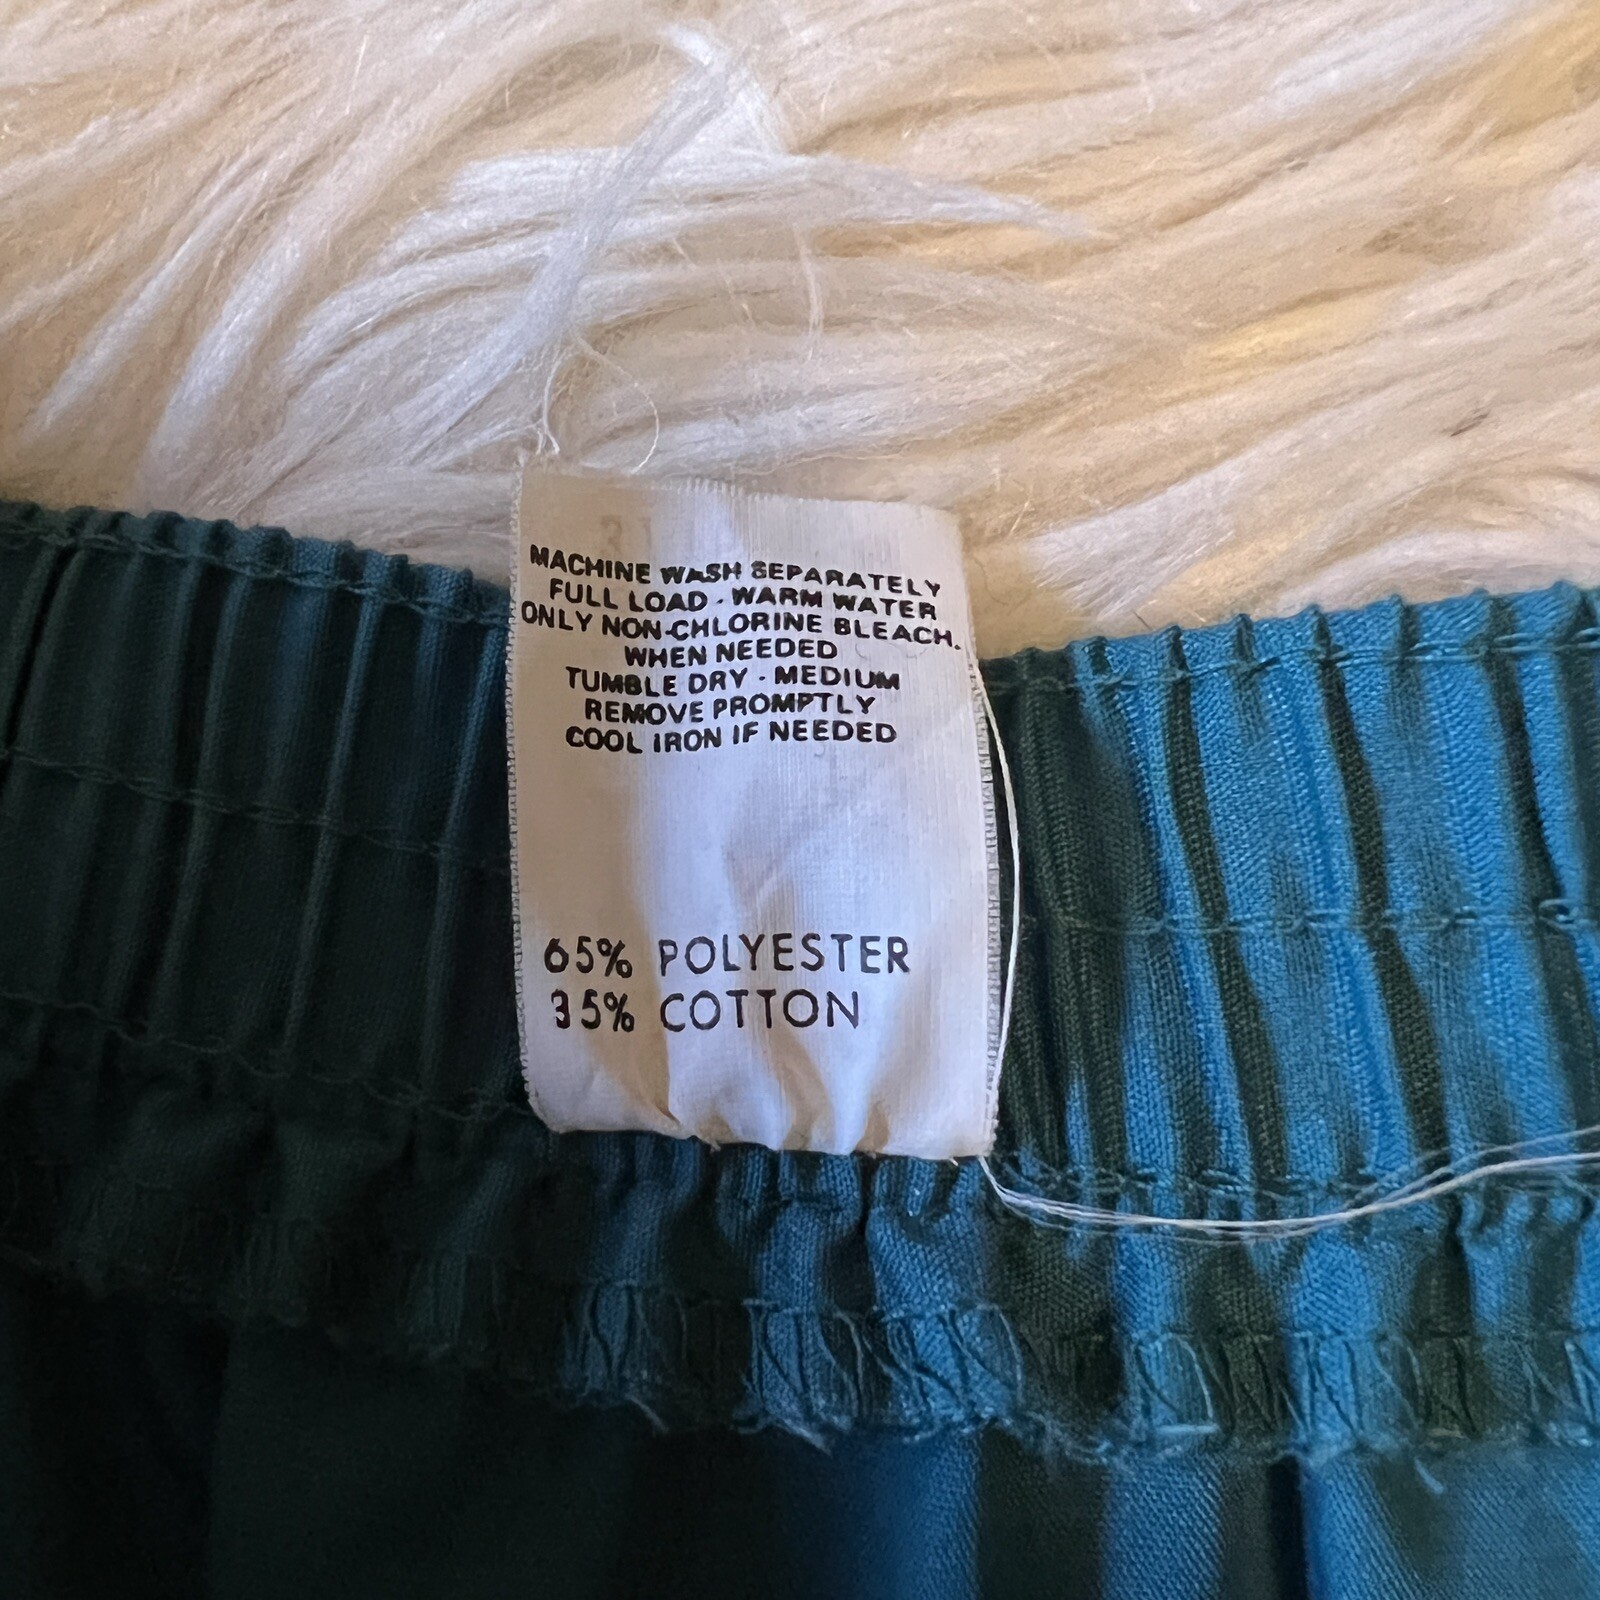 MACHINE WASH SEPARATELY
FULL LOAD - WARM WATER
ONLY NON-CHLORINE BLEACH.
WHEN NEEDED
TUMBLE DRY - MEDIUM
REMOVE PROMPTLY
COOL IRON IF NEEDED
65% POLYESTER
35% COTTON